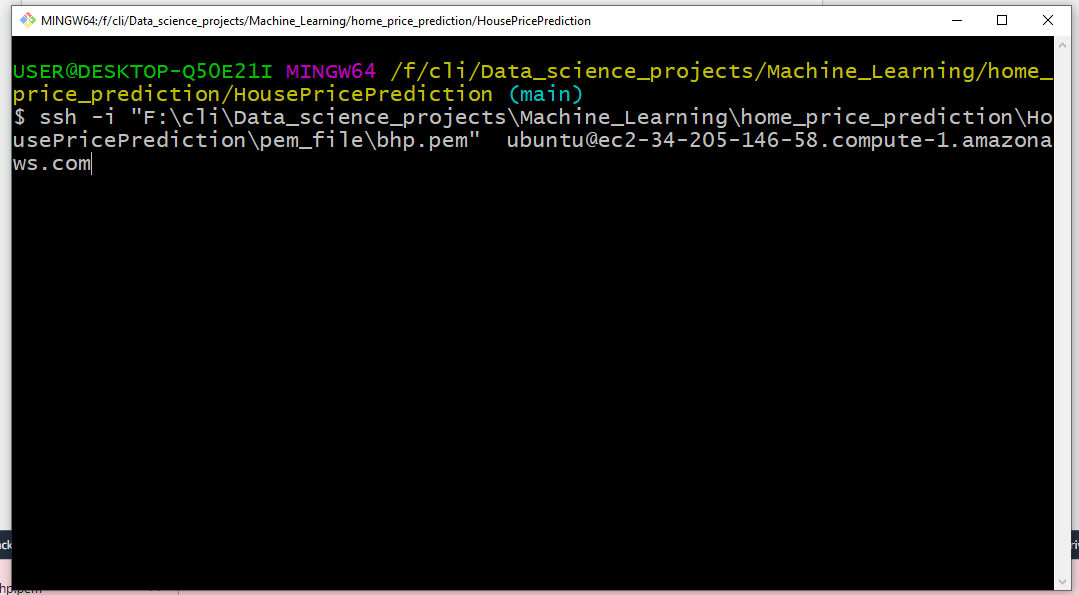 MINGW64:/f/cli/Data_science_projects/Machine_Learning/home_price_prediction/HousePricePrediction
USER@DESKTOP-Q50E21I MINGW64 /f/cli/Data_science_projects/Machine_Learning/home_
price_prediction/HousePricePrediction (main)
$ ssh -i "F:\cli\Data_science_projects\Machine_Learning\home_price_prediction\Ho
usePricePrediction\pem_file\bhp.pem"  ubuntu@ec2-34-205-146-58.compute-1.amazona
ws.com